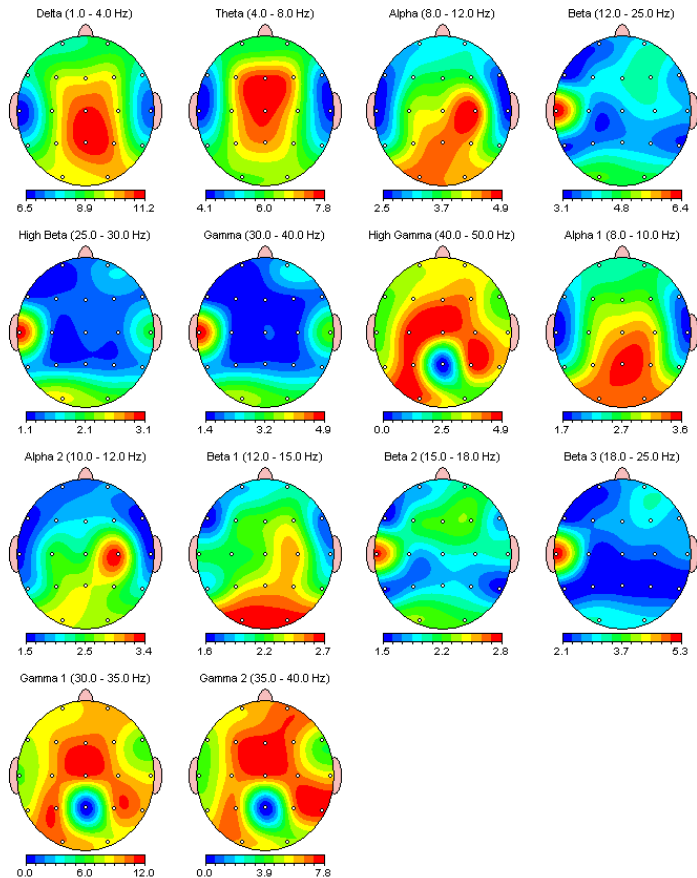 Delta (1.0 - 4.0 Hz) Theta (4.0 - 8.0 Hz) Alpha (8.0 - 12.0 Hz) Beta (12.0 - 25.0 Hz)
6.5 8.9 11.2 4.1 6.0 7.8 2.5 3.7 4.9 3.1 4.8 6.4
High Beta (25.0 - 30.0 Hz) Gamma (30.0 - 40.0 Hz) High Gamma (40.0 - 50.0 Hz) Alpha 1 (8.0 - 10.0 Hz)
1.1 2.1 3.1 1.4 3.2 4.9 0.0 2.5 4.9 1.7 2.7 3.6
Alpha 2 (10.0 - 12.0 Hz) Beta 1 (12.0 - 15.0 Hz) Beta 2 (15.0 - 18.0 Hz) Beta 3 (18.0 - 25.0 Hz)
1.5 2.5 3.4 1.6 2.2 2.7 1.5 2.2 2.8 2.1 3.7 5.3
Gamma 1 (30.0 - 35.0 Hz) Gamma 2 (35.0 - 40.0 Hz)
0.0 6.0 12.0 0.0 3.9 7.8